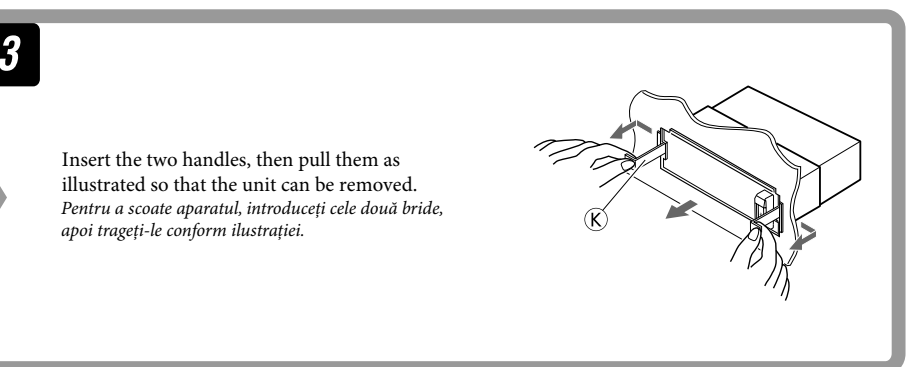 3
Insert the two handles, then pull them as
illustrated so that the unit can be removed.
Pentru a scoate aparatul, introduceți cele două bride,
apoi trageți-le conform ilustrației.
K